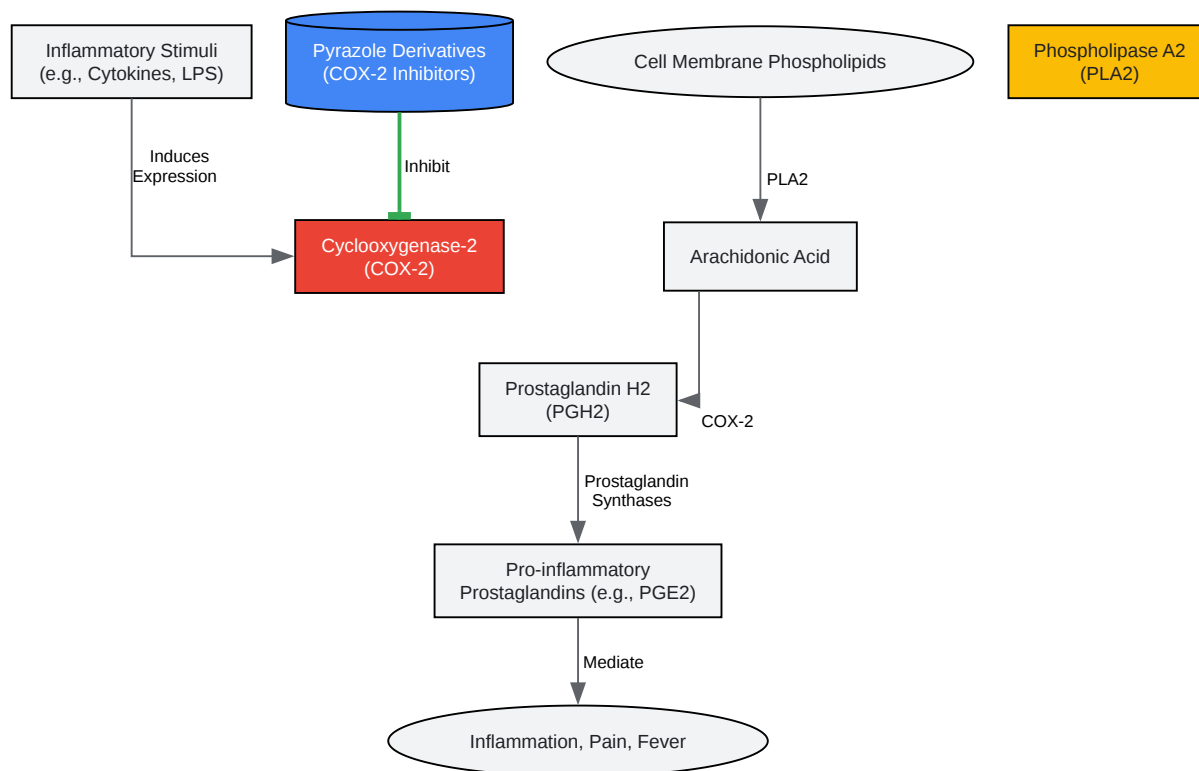 Inflammatory Stimuli
(e.g., Cytokines, LPS)
Pyrazole Derivatives
(COX-2 Inhibitors)
Cell Membrane Phospholipids
Phospholipase A2
(PLA2)
Induces
Expression
Inhibit
PLA2
Cyclooxygenase-2
(COX-2)
Arachidonic Acid
Prostaglandin H2
(PGH2)
COX-2
Prostaglandin
Synthases
Pro-inflammatory
Prostaglandins (e.g., PGE2)
Mediate
Inflammation, Pain, Fever